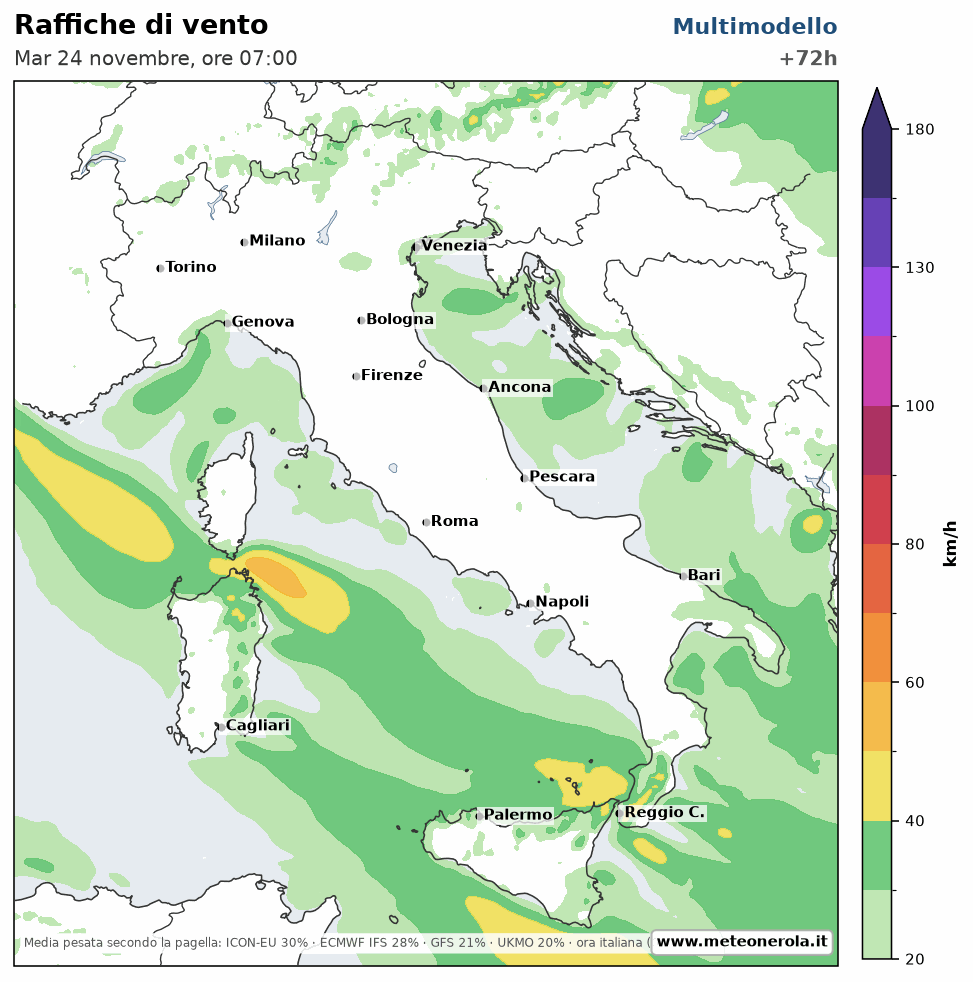 Raffiche di vento
Multimodello
Mar 24 novembre, ore 07:00
+72h
180
130
100
80
60
40
20
km/h
Milano
Venezia
Torino
Genova
Bologna
Firenze
Ancona
Pescara
Roma
Bari
Napoli
Cagliari
Palermo
Reggio C.
Media pesata secondo la pagella: ICON-EU 30% · ECMWF IFS 28% · GFS 21% · UKMO 20% · ora italiana (
www.meteonerola.it